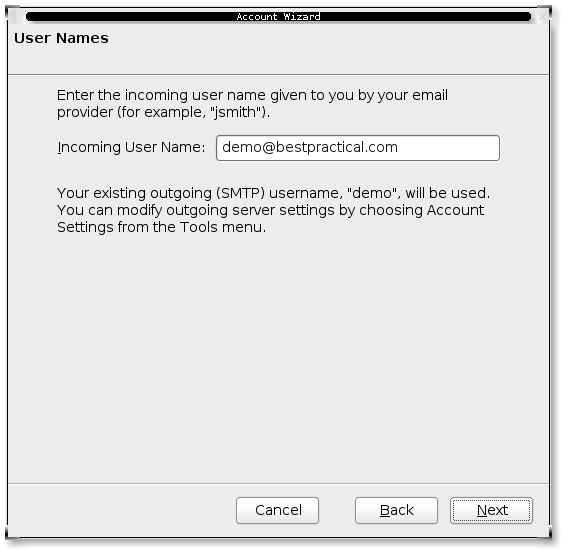 Account Wizard
User Names
Enter the incoming user name given to you by your email
provider (for example, "jsmith").
Incoming User Name: demo@bestpractical.com
Your existing outgoing (SMTP) username, "demo", will be used.
You can modify outgoing server settings by choosing Account
Settings from the Tools menu.
Cancel Back Next